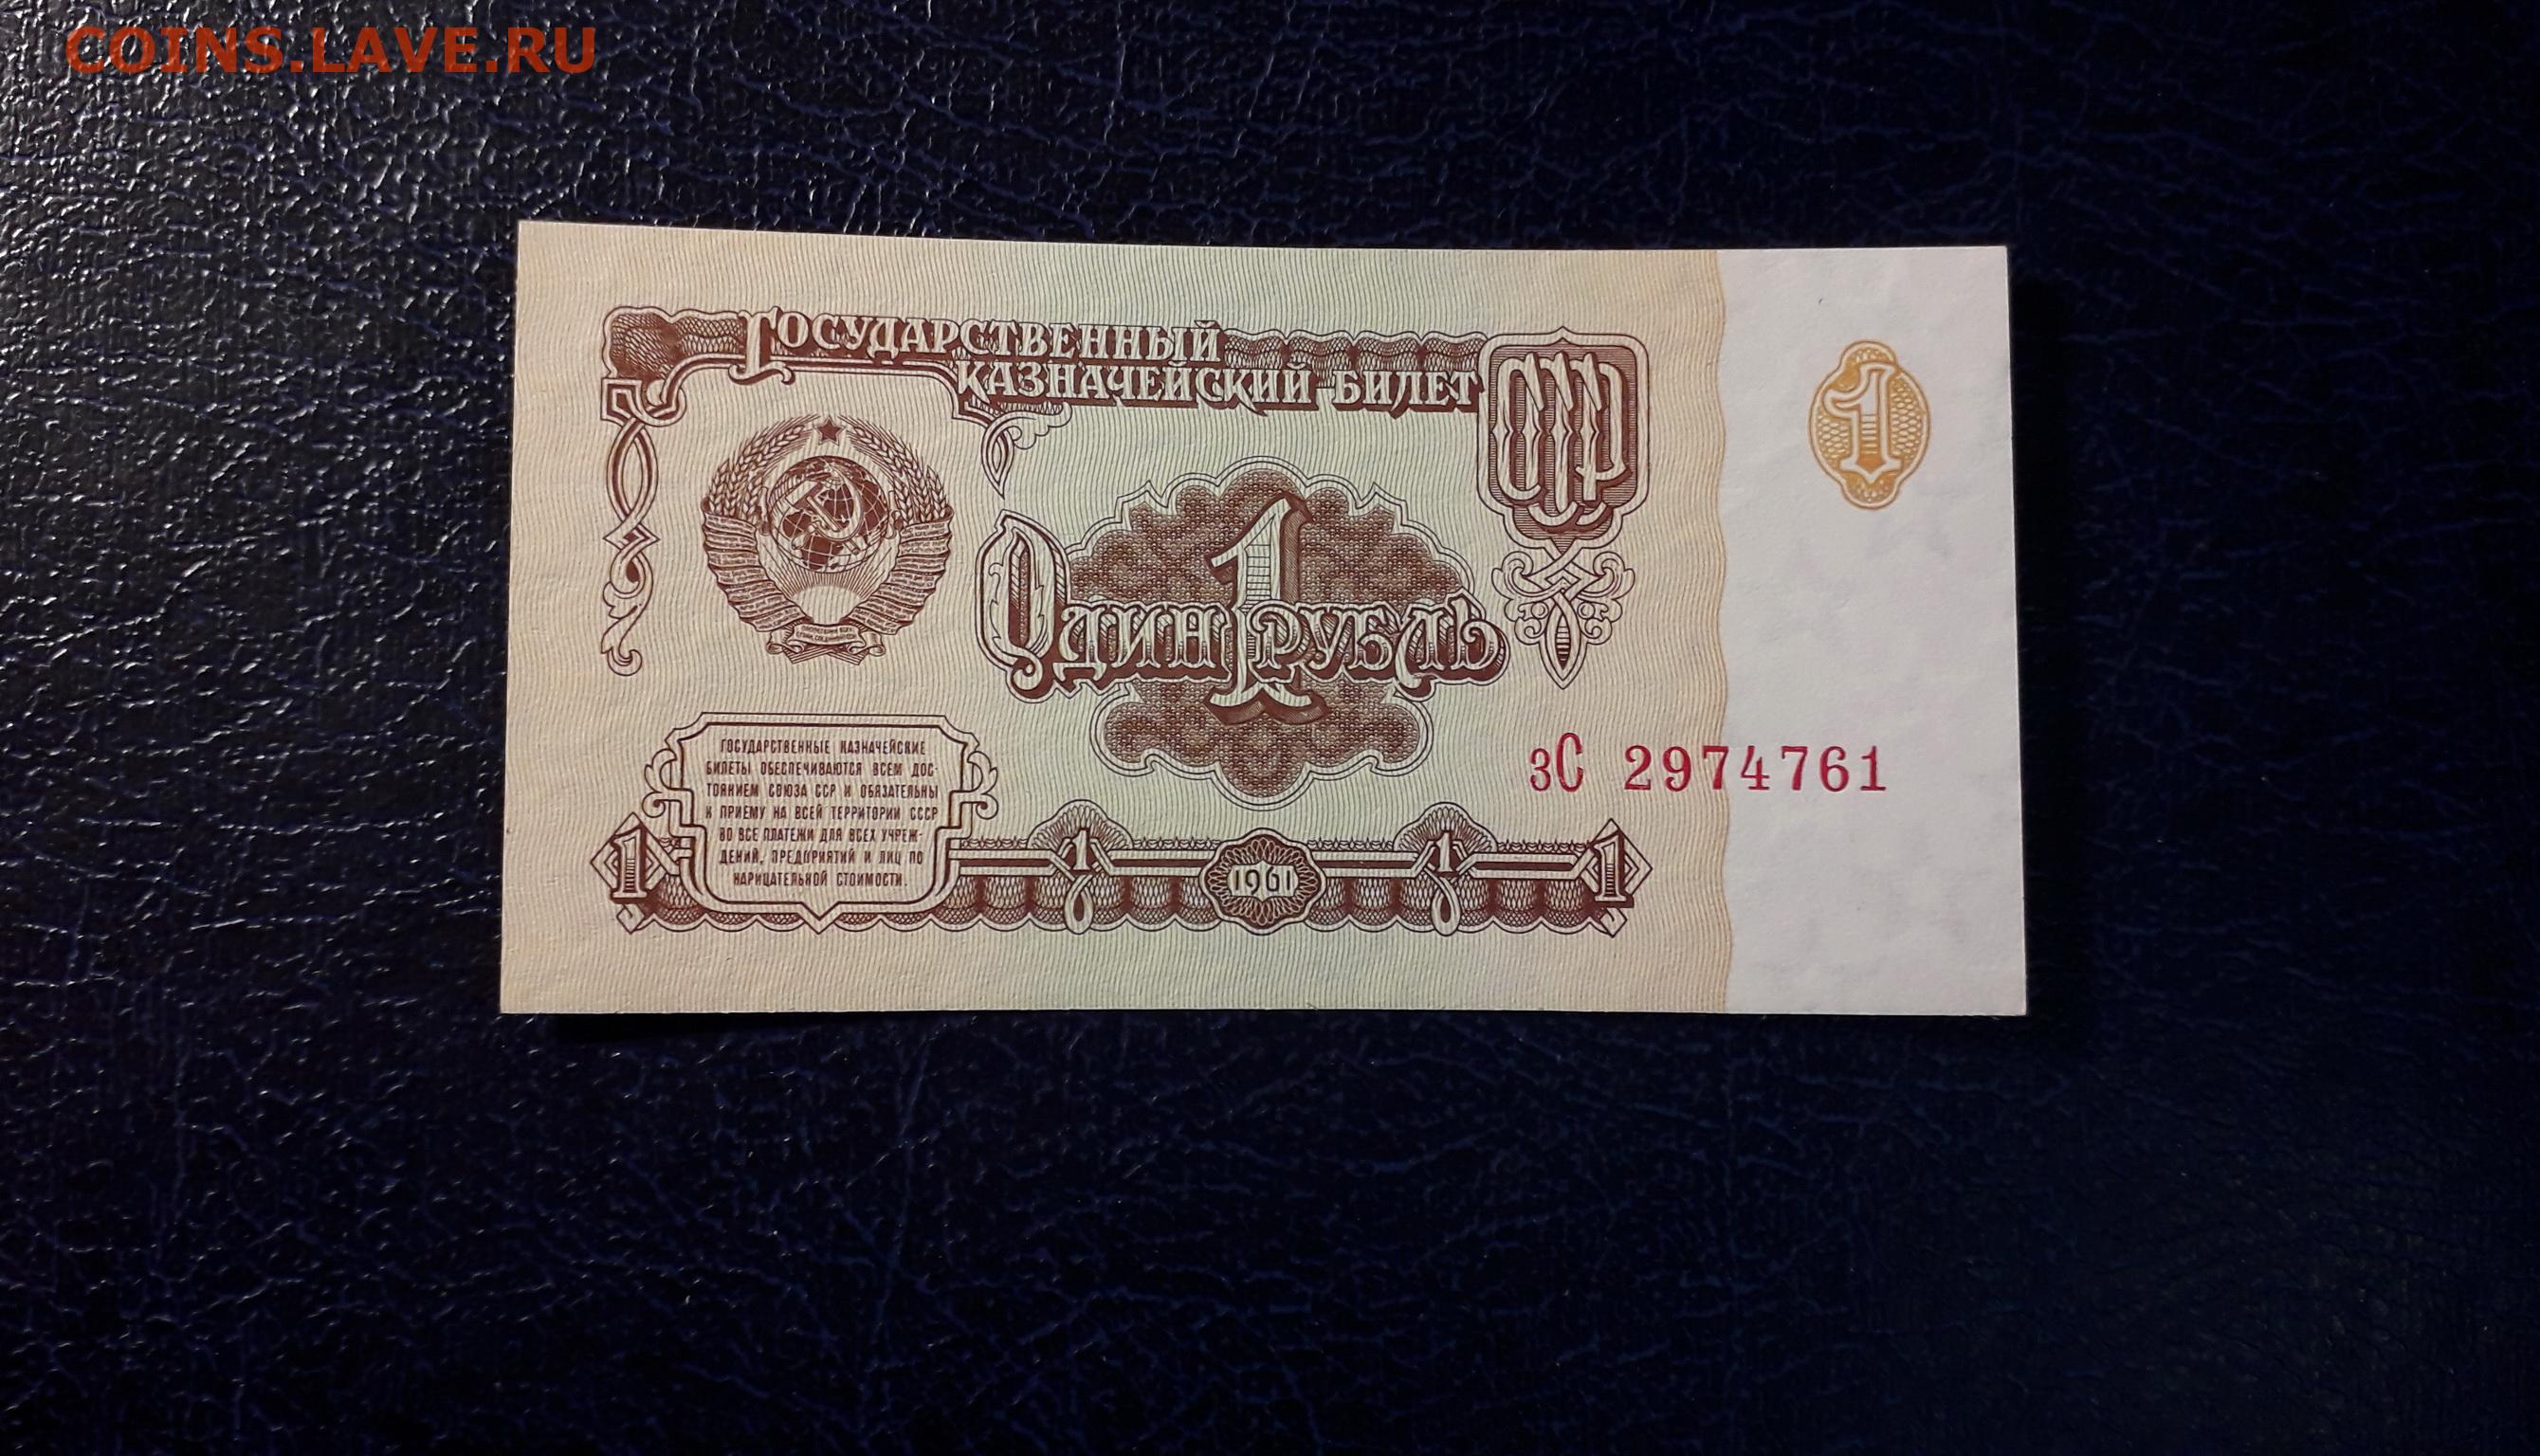 COINS.LAVE.RU
ГОСУДАРСТВЕННЫЙ
КАЗНАЧЕЙСКИЙ БИЛЕТ
СССР
1
1
ОДИН РУБЛЬ
зС 2974761
ГОСУДАРСТВЕННЫЕ КАЗНАЧЕЙСКИЕ
БИЛЕТЫ ОБЕСПЕЧИВАЮТСЯ ВСЕМ ДОС-
ТОЯНИЕМ СОЮЗА ССР И ОБЯЗАТЕЛЬНЫ
К ПРИЕМУ НА ВСЕЙ ТЕРРИТОРИИ СССР
ВО ВСЕ ПЛАТЕЖИ ДЛЯ ВСЕХ УЧРЕЖ-
ДЕНИЙ, ПРЕДПРИЯТИЙ И ЛИЦ ПО
НАРИЦАТЕЛЬНОЙ СТОИМОСТИ.
1 1 1961 1 1